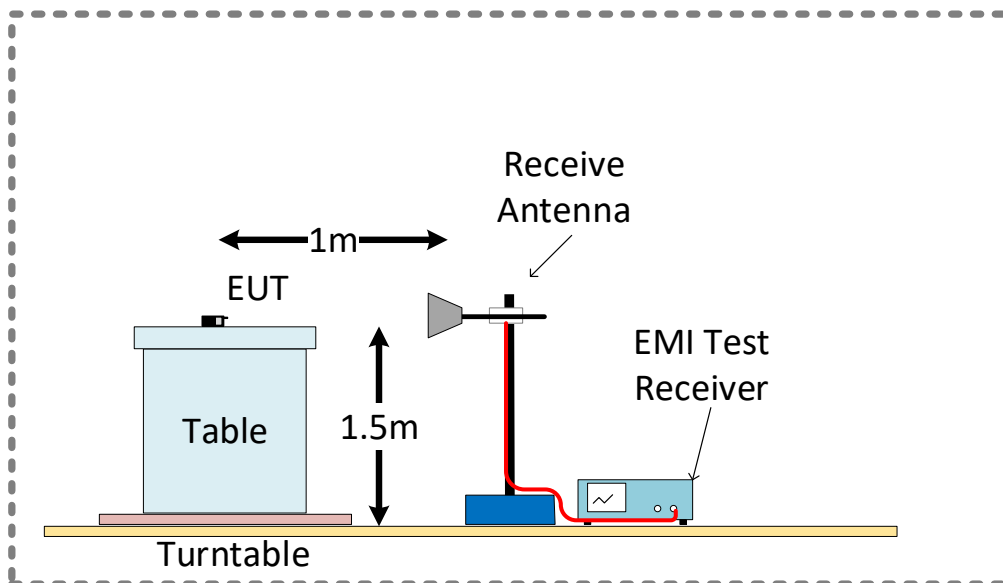 Receive
Antenna
1m
EUT
EMI Test
Receiver
Table
1.5m
Turntable